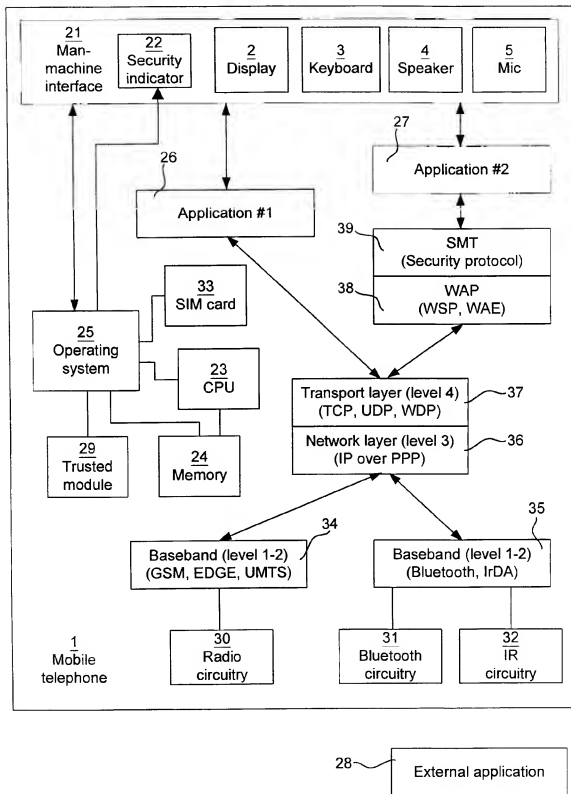 21
Man-
machine
interface
22
Security
indicator
2
Display
3
Keyboard
4
Speaker
5
Mic
26
27
Application #1
Application #2
39
SMT
(Security protocol)
38
WAP
(WSP, WAE)
33
SIM card
25
Operating
system
23
CPU
29
Trusted
module
24
Memory
Transport layer (level 4)
(TCP, UDP, WDP)
37
Network layer (level 3)
(IP over PPP)
36
34
Baseband (level 1-2)
(GSM, EDGE, UMTS)
35
Baseband (level 1-2)
(Bluetooth, IrDA)
1
Mobile
telephone
30
Radio
circuitry
31
Bluetooth
circuitry
32
IR
circuitry
28
External application